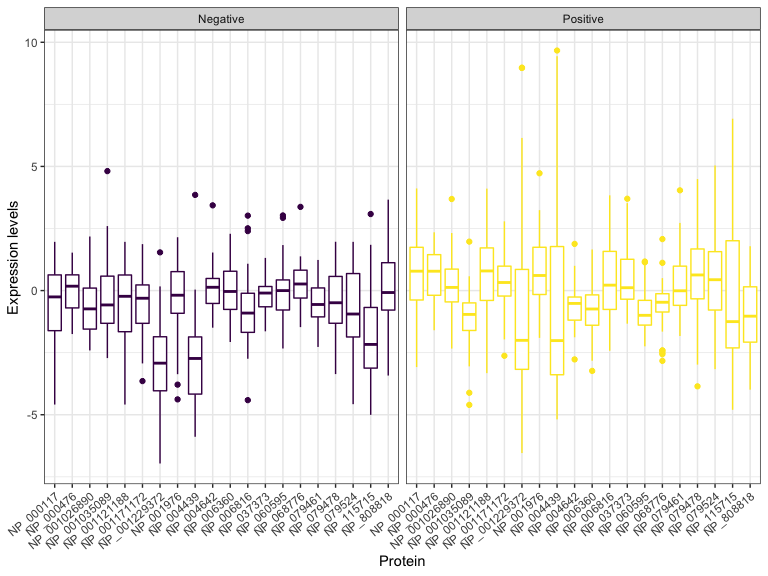 Negative Positive
10
5
0
-5
Expression levels
NP_000117 NP_000476 NP_001026890 NP_001035089 NP_001121188 NP_001171172 NP_001229372 NP_001976 NP_004439 NP_004642 NP_006360 NP_006816 NP_037373 NP_060595 NP_068776 NP_079461 NP_079478 NP_079524 NP_115715 NP_808818 NP_000117 NP_000476 NP_001026890 NP_001035089 NP_001121188 NP_001171172 NP_001229372 NP_001976 NP_004439 NP_004642 NP_006360 NP_006816 NP_037373 NP_060595 NP_068776 NP_079461 NP_079478 NP_079524 NP_115715 NP_808818
Protein